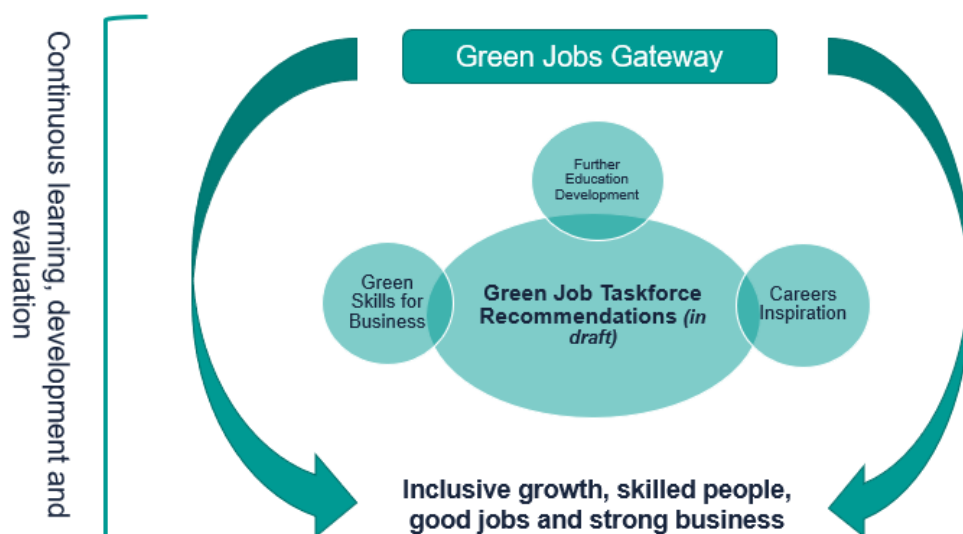 Continuous learning, development and
evaluation
Green Jobs Gateway
Further
Education
Development
Green
Skills for
Business
Green Job Taskforce
Recommendations (in
draft)
Careers
Inspiration
Inclusive growth, skilled people,
good jobs and strong business